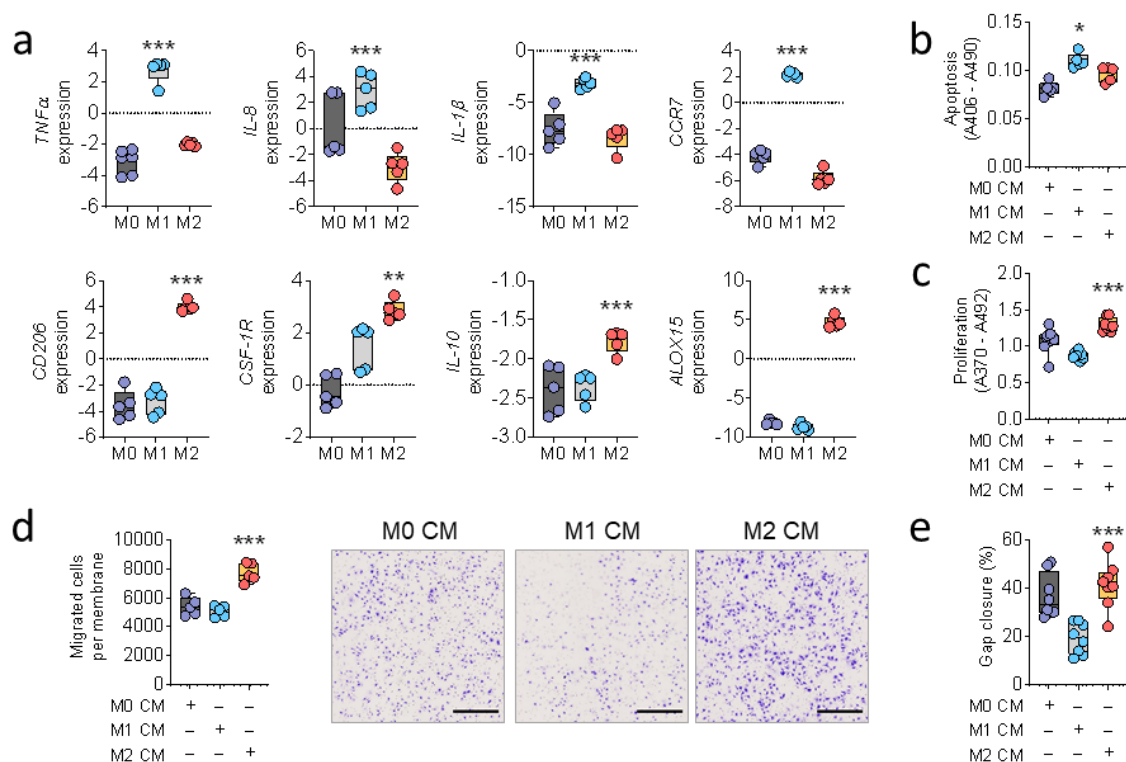 a
TNFα
expression
4
2
0
-2
-4
-6
***
M0 M1 M2
IL-8
expression
6
4
2
0
-2
-4
-6
***
M0 M1 M2
IL-1β
expression
0
-5
-10
-15
***
M0 M1 M2
CCR7
expression
4
2
0
-2
-4
-6
-8
***
M0 M1 M2
b
Apoptosis
(A406 - A490)
0.15
0.10
0.05
0.00
*
M0 CM + – –
M1 CM – + –
M2 CM – – +
CD206
expression
6
4
2
0
-2
-4
-6
***
M0 M1 M2
CSF-1R
expression
6
4
2
0
2
**
M0 M1 M2
IL-10
expression
-1.0
-1.5
-2.0
-2.5
-3.0
***
M0 M1 M2
ALOX15
expression
10
5
0
-5
-10
***
M0 M1 M2
c
Proliferation
(A370 - A492)
2.0
1.5
1.0
0.5
0.0
***
M0 CM + – –
M1 CM – + –
M2 CM – – +
d
Migrated cells
per membrane
10000
8000
6000
4000
2000
0
***
M0 CM + – –
M1 CM – + –
M2 CM – – +
M0 CM
M1 CM
M2 CM
e
Gap closure (%)
60
40
20
0
***
M0 CM + – –
M1 CM – + –
M2 CM – – +